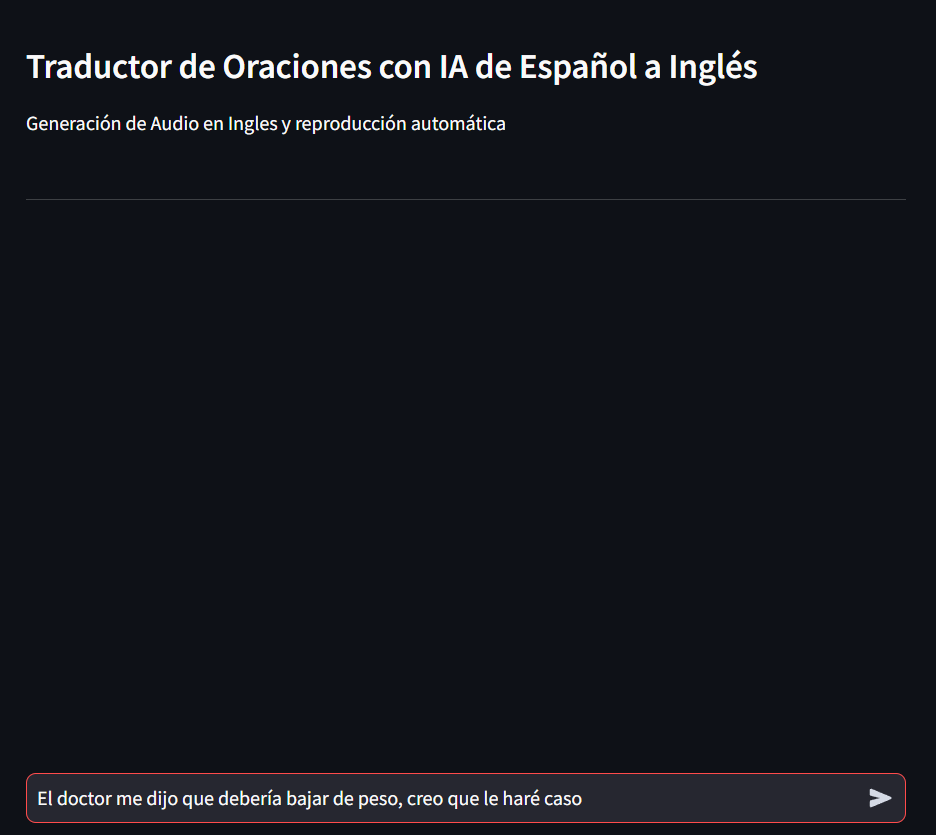 Traductor de Oraciones con IA de Español a Inglés
Generación de Audio en Ingles y reproducción automática
El doctor me dijo que debería bajar de peso, creo que le haré caso